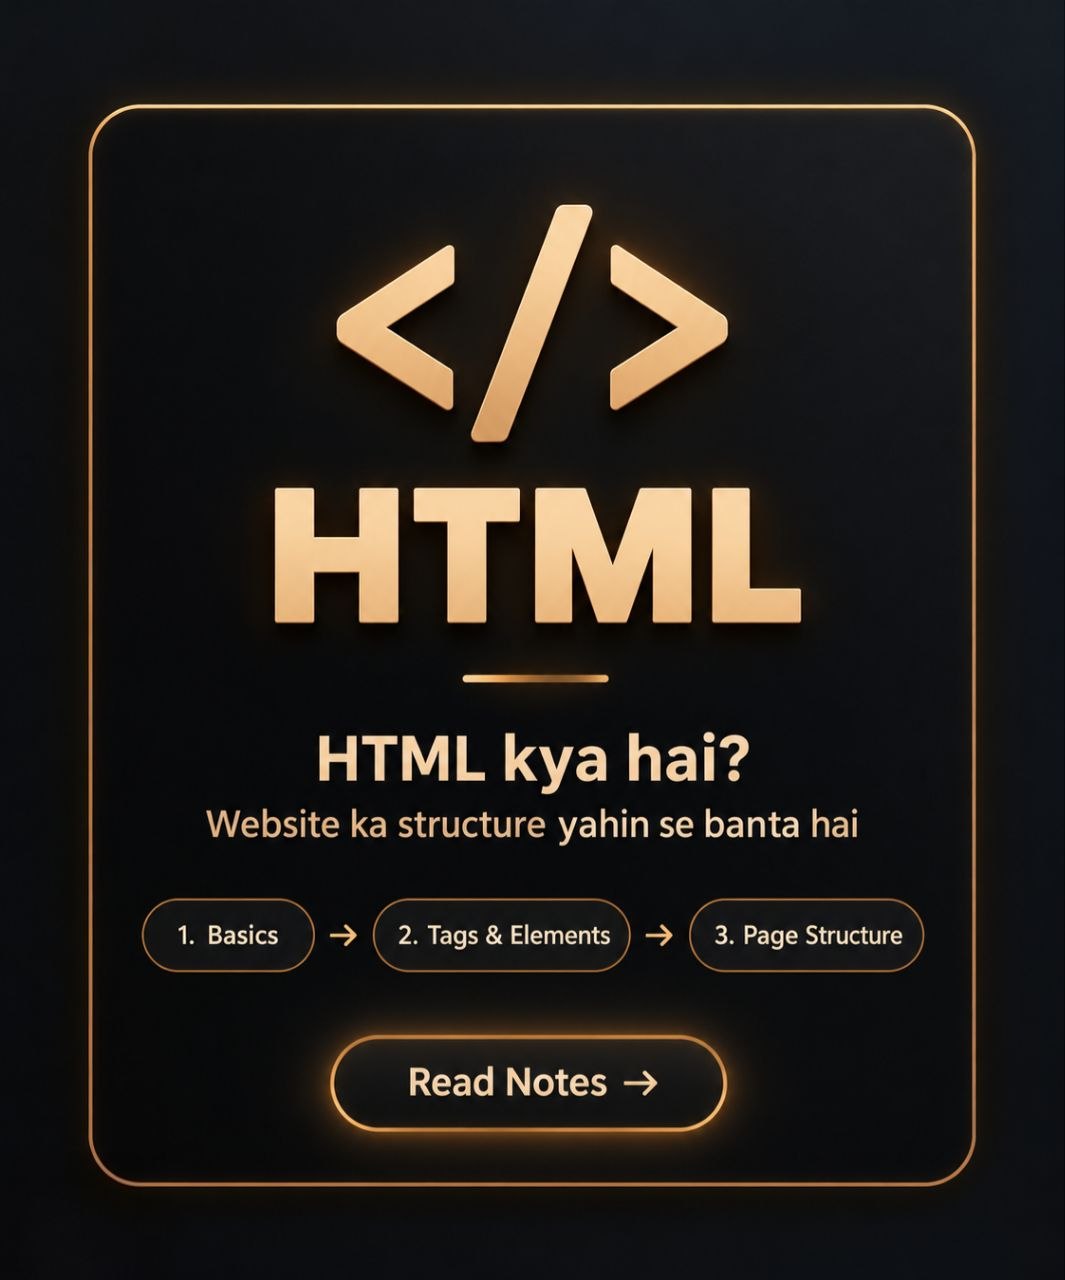 </>
HTML
HTML kya hai?
Website ka structure yahin se banta hai
1. Basics → 2. Tags & Elements → 3. Page Structure
Read Notes →